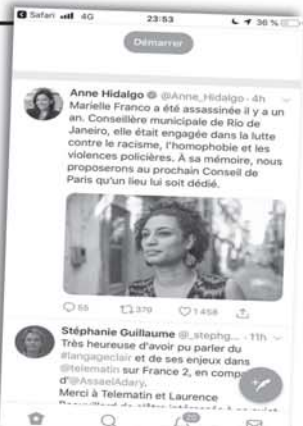 Safari 4G 23:53 36 %
Démarrer
Anne Hidalgo @Anne_Hidalgo · 4h
Marielle Franco a été assassinée il y a un
an. Conseillère municipale de Rio de
Janeiro, elle était engagée dans la lutte
contre le racisme, l'homophobie et les
violences policières. À sa mémoire, nous
proposerons au prochain Conseil de
Paris qu'un lieu lui soit dédié.
55 379 1 458
Stéphanie Guillaume @_stephg... · 11h
Très heureuse d'avoir pu parler du
#langageclair et de ses enjeux dans
@telematin sur France 2, en comp
d'@AssaelAdary.
Merci à Telematin et Laurence